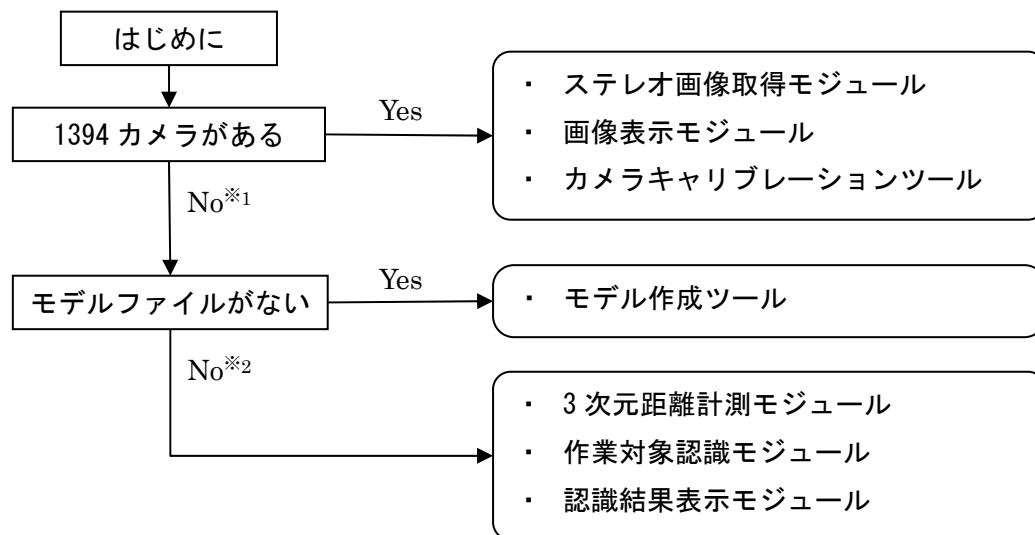 はじめに
1394 カメラがある
Yes
・ ステレオ画像取得モジュール
・ 画像表示モジュール
・ カメラキャリブレーションツール
No※1
モデルファイルがない
Yes
・ モデル作成ツール
No※2
・ 3 次元距離計測モジュール
・ 作業対象認識モジュール
・ 認識結果表示モジュール